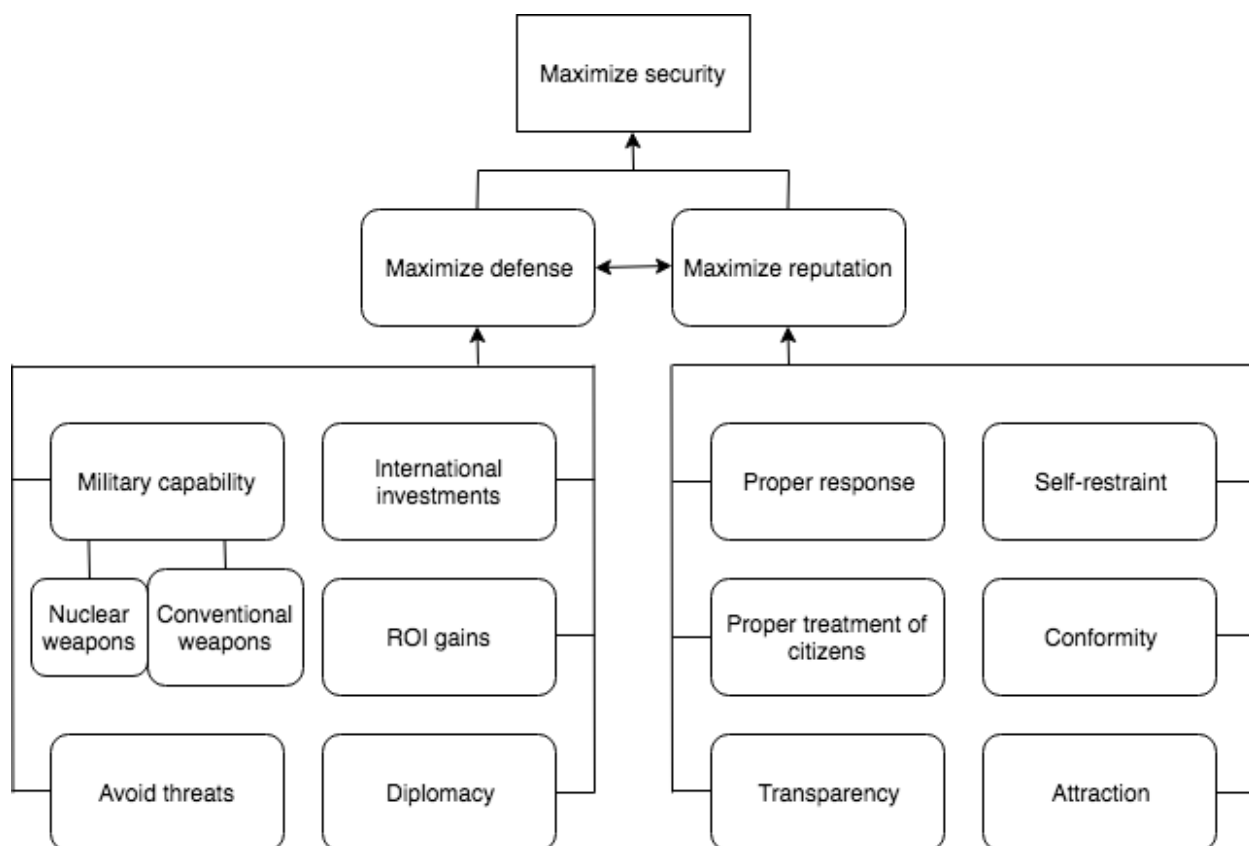 Maximize security
Maximize defense
Maximize reputation
Military capability
International
investments
Proper response
Self-restraint
Nuclear
weapons
Conventional
weapons
ROI gains
Proper treatment of
citizens
Conformity
Avoid threats
Diplomacy
Transparency
Attraction